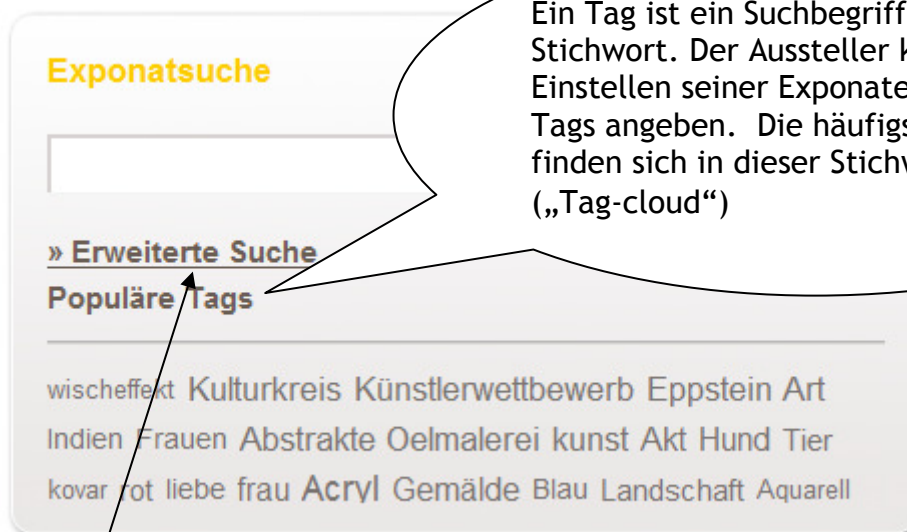 Exponatsuche
Ein Tag ist ein Suchbegriff
Stichwort. Der Aussteller
Einstellen seiner Exponate
Tags angeben. Die häufigs
finden sich in dieser Stichw
(„Tag-cloud“)
» Erweiterte Suche
Populäre Tags
wischeffekt Kulturkreis Künstlerwettbewerb Eppstein Art
Indien Frauen Abstrakte Oelmalerei kunst Akt Hund Tier
kovar rot liebe frau Acryl Gemälde Blau Landschaft Aquarell